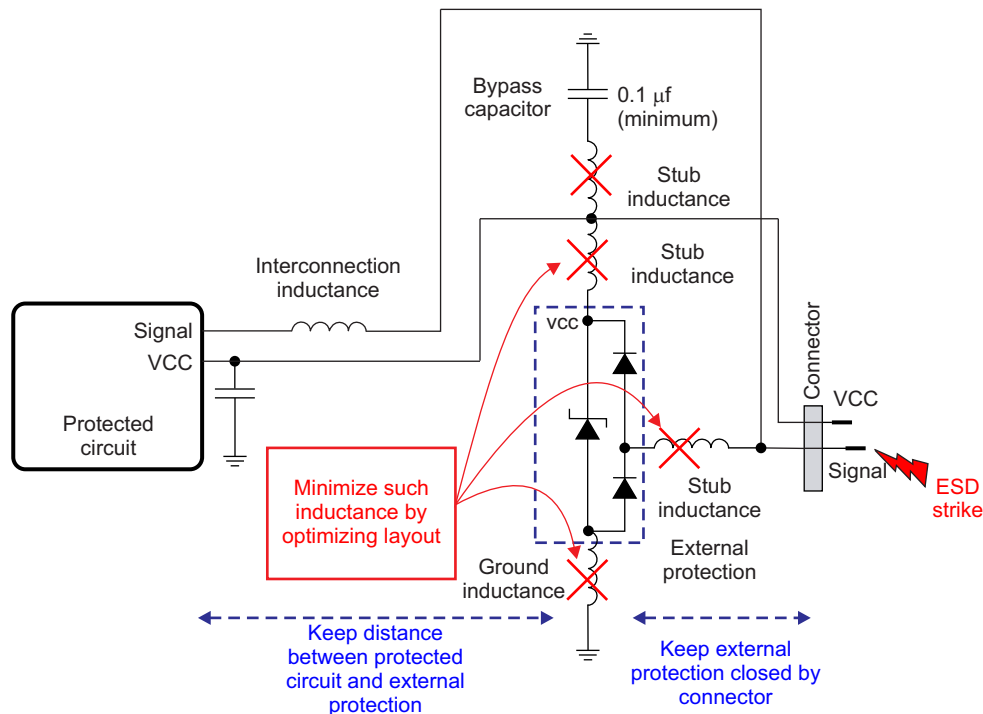 Bypass
capacitor
0.1 μf
(minimum)
Stub
inductance
Stub
inductance
Interconnection
inductance
Signal
VCC
Protected
circuit
vcc
Connector
VCC
Signal
ESD
strike
Minimize such
inductance by
optimizing layout
Stub
inductance
External
protection
Ground
inductance
Keep distance
between protected
circuit and external
protection
Keep external
protection closed by
connector